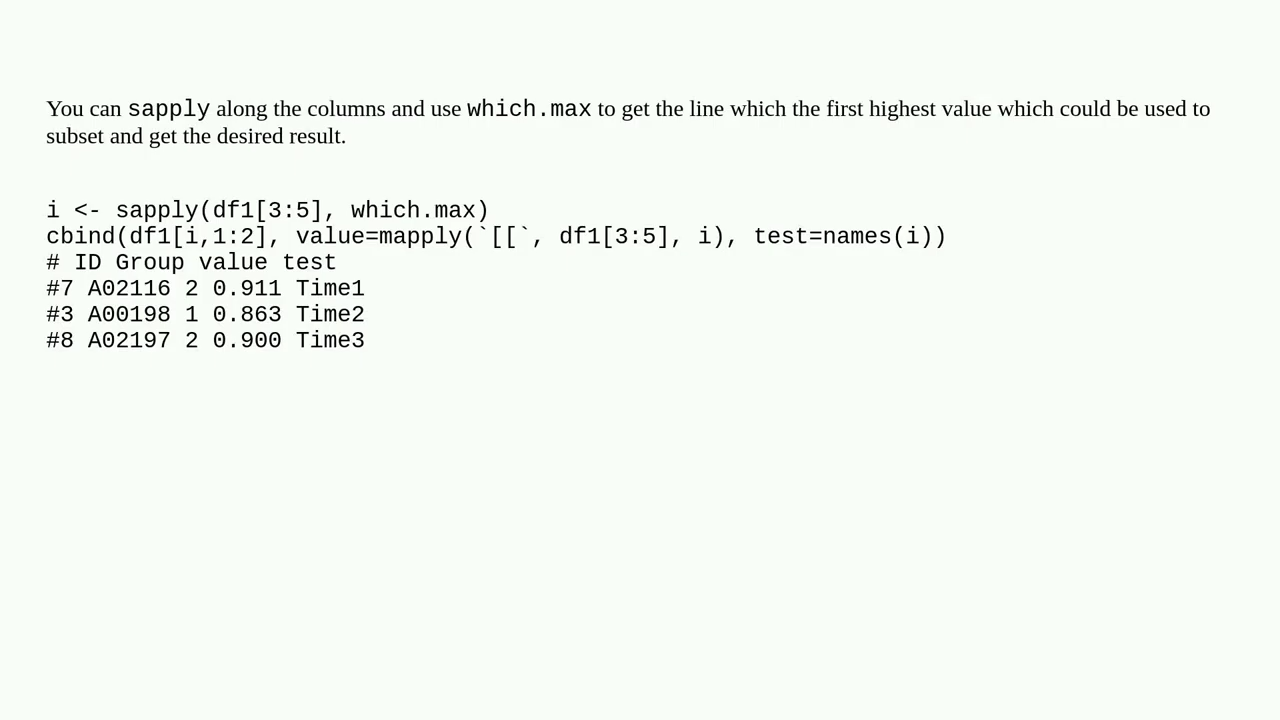 You can sapply along the columns and use which.max to get the line which the first highest value which could be used to
subset and get the desired result.
i <- sapply(df1[3:5], which.max)
cbind(df1[i,1:2], value=mapply(`[[`, df1[3:5], i), test=names(i))
# ID Group value test
#7 A02116 2 0.911 Time1
#3 A00198 1 0.863 Time2
#8 A02197 2 0.900 Time3